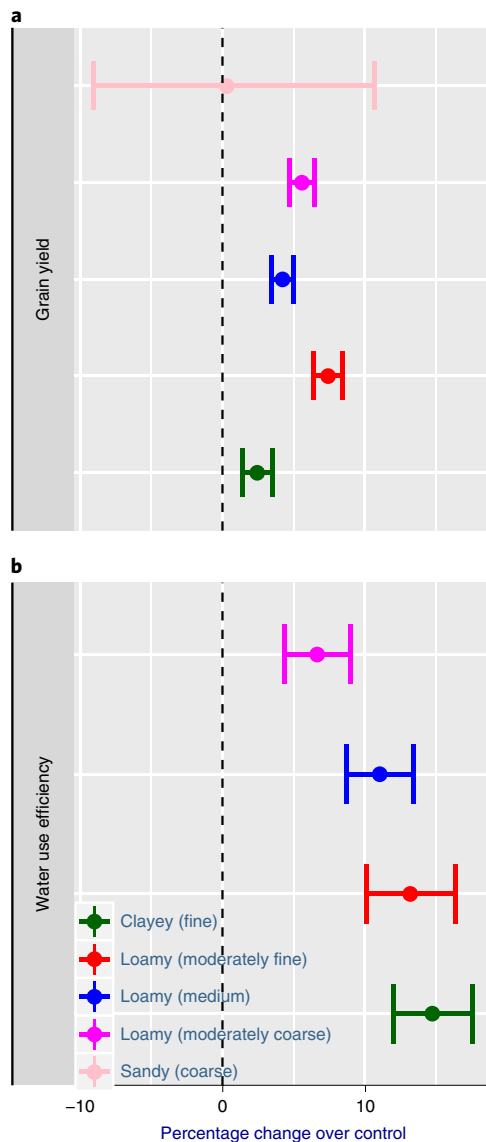 a
Grain yield
b
Water use efficiency
Clayey (fine)
Loamy (moderately fine)
Loamy (medium)
Loamy (moderately coarse)
Sandy (coarse)
−10 0 10
Percentage change over control